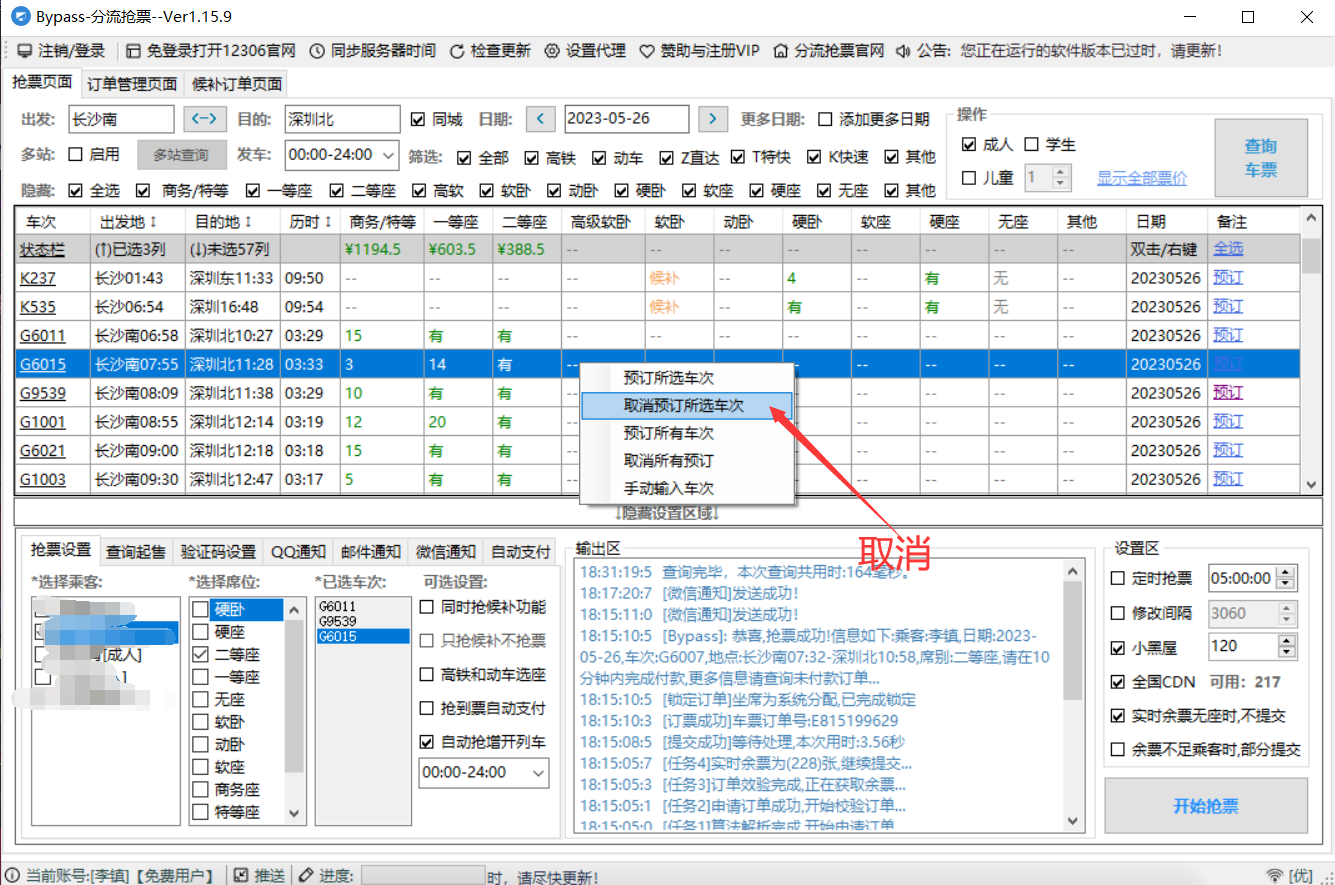 Bypass-分流抢票--Ver1.15.9
注销/登录 免登录打开12306官网 同步服务器时间 检查更新 设置代理 赞助与注册VIP 分流抢票官网 公告: 您正在运行的软件版本已过时，请更新!
抢票页面 订单管理页面 候补订单页面
出发: 长沙南 <-> 目的: 深圳北 同城 日期: < 2023-05-26 > 更多日期: 添加更多日期
多站: 启用 多站查询 发车: 00:00-24:00 筛选: 全部 高铁 动车 Z直达 T特快 K快速 其他
隐藏: 全选 商务/特等 一等座 二等座 高软 软卧 动卧 硬卧 软座 硬座 无座 其他
操作
成人 学生
儿童 1 显示全部票价
查询
车票
车次 出发地↕ 目的地↕ 历时↕ 商务/特等 一等座 二等座 高级软卧 软卧 动卧 硬卧 软座 硬座 无座 其他 日期 备注
状态栏 (↑)已选3列 (↓)未选57列 ¥1194.5 ¥603.5 ¥388.5 -- -- -- -- -- -- -- -- 双击/右键 全选
K237 长沙01:43 深圳东11:33 09:50 -- -- -- -- 候补 -- 4 -- 有 无 -- 20230526 预订
K535 长沙06:54 深圳16:48 09:54 -- -- -- -- 候补 -- 有 -- 有 无 -- 20230526 预订
G6011 长沙南06:58 深圳北10:27 03:29 15 有 有 -- -- -- -- -- -- -- -- 20230526 预订
G6015 长沙南07:55 深圳北11:28 03:33 3 14 有 -- -- -- -- -- 20230526 预订
G9539 长沙南08:09 深圳北11:38 03:29 10 有 有 -- -- -- -- -- 20230526 预订
G1001 长沙南08:55 深圳北12:14 03:19 12 20 有 -- -- -- -- -- 20230526 预订
G6021 长沙南09:00 深圳北12:18 03:18 15 有 有 -- -- -- -- -- 20230526 预订
G1003 长沙南09:30 深圳北12:47 03:17 5 有 有 -- -- -- -- -- 20230526 预订
预订所选车次
取消预订所选车次
预订所有车次
取消所有预订
手动输入车次
↓隐藏设置区域↓
取消
抢票设置 查询起售 验证码设置 QQ通知 邮件通知 微信通知 自动支付
*选择乘客:
[成人]
*选择席位:
硬卧
硬座
二等座
一等座
无座
软卧
动卧
软座
商务座
特等座
*已选车次:
G6011
G9539
G6015
可选设置:
同时抢候补功能
只抢候补不抢票
高铁和动车选座
抢到票自动支付
自动抢增开列车
00:00-24:00
输出区
18:31:19:5 查询完毕，本次查询共用时:164毫秒。
18:17:20:7 [微信通知]发送成功!
18:15:11:0 [微信通知]发送成功!
18:15:10:5 [Bypass]: 恭喜,抢票成功!信息如下:乘客:李镇,日期:2023-
05-26,车次:G6007,地点:长沙南07:32-深圳北10:58,席别:二等座,请在10
分钟内完成付款,更多信息请查询未付款订单...
18:15:10:5 [锁定订单]坐席为系统分配,已完成锁定
18:15:10:3 [订票成功]车票订单号:E815199629
18:15:08:5 [提交成功]等待处理,本次用时:3.56秒
18:15:05:7 [任务4]实时余票为(228)张,继续提交...
18:15:05:3 [任务3]订单效验完成,正在获取余票...
18:15:05:1 [任务2]申请订单成功,开始校验订单...
18:15:05:0 [任务1]算法解析完成,开始申请订单
设置区
定时抢票 05:00:00
修改间隔 3060
小黑屋 120
全国CDN 可用: 217
实时余票无座时,不提交
余票不足乘客时,部分提交
开始抢票
当前账号:[李镇]【免费用户】 推送 进度: 时，请尽快更新! [优]